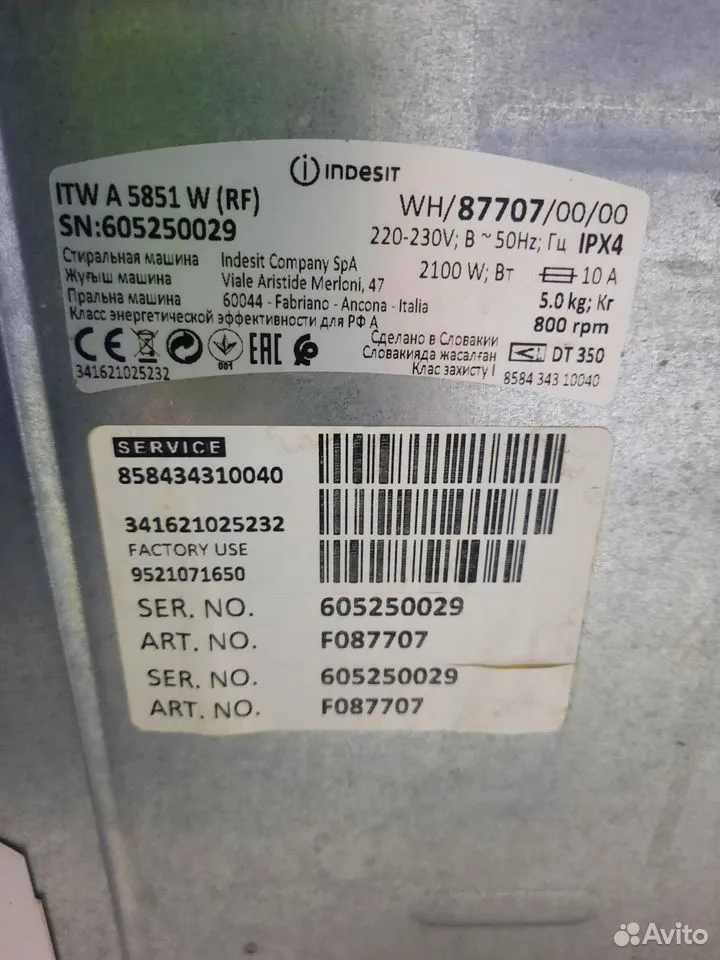 indesit
ITW A 5851 W (RF)
SN:605250029
WH/87707/00/00
220-230V; В ~ 50Hz; Гц IPX4
Стиральная машина
Жуғыш машина
Пральна машина
Indesit Company SpA
Viale Aristide Merloni, 47
60044 - Fabriano - Ancona - Italia
2100 W; Вт 10 A
5.0 kg; Кг
800 rpm
Класс энергетической эффективности для РФ А
Сделано в Словакии
Словакияда жасалған
Клас захисту I
DT 350
CE EAC
001
341621025232
8584 343 10040
SERVICE
858434310040
341621025232
FACTORY USE
9521071650
SER. NO. 605250029
ART. NO. F087707
SER. NO. 605250029
ART. NO. F087707
Avito